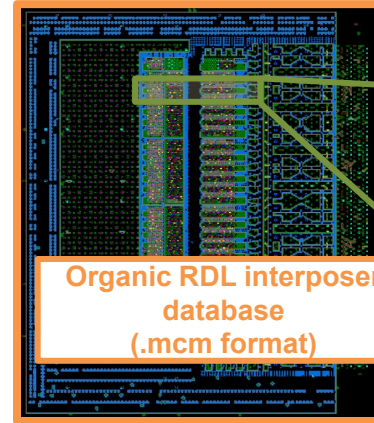 Organic RDL interposer
database
(.mcm format)